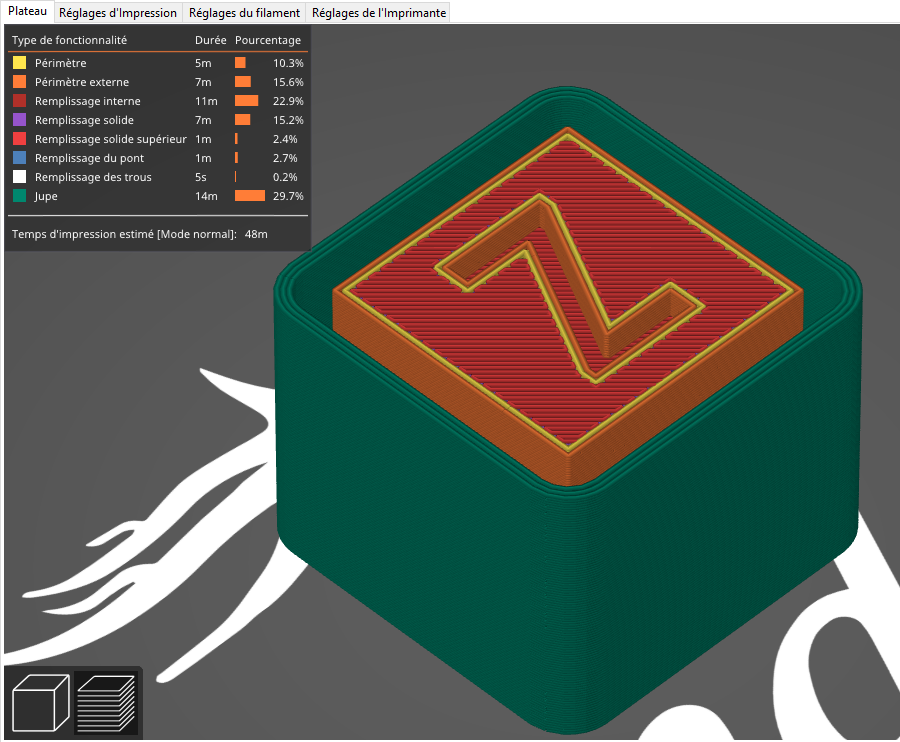 Plateau Réglages d'Impression Réglages du filament Réglages de l'Imprimante
Type de fonctionnalité Durée Pourcentage
Périmètre 5m 10.3%
Périmètre externe 7m 15.6%
Remplissage interne 11m 22.9%
Remplissage solide 7m 15.2%
Remplissage solide supérieur 1m 2.4%
Remplissage du pont 1m 2.7%
Remplissage des trous 5s 0.2%
Jupe 14m 29.7%
Temps d'impression estimé [Mode normal]: 48m
Z